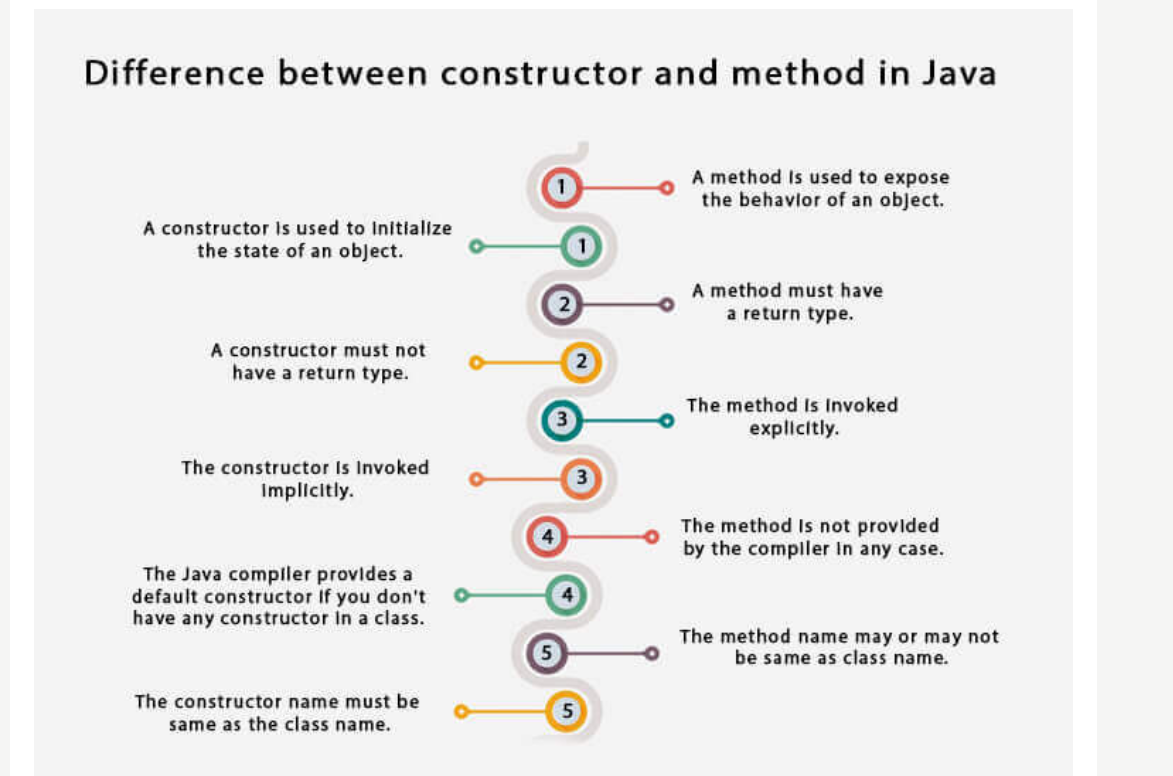 Difference between constructor and method in Java
1
A method is used to expose
the behavior of an object.
A constructor is used to initialize
the state of an object.
1
2
A method must have
a return type.
A constructor must not
have a return type.
2
3
The method is invoked
explicitly.
The constructor is invoked
implicitly.
3
4
The method is not provided
by the compiler in any case.
The Java compiler provides a
default constructor if you don't
have any constructor in a class.
4
5
The method name may or may not
be same as class name.
The constructor name must be
same as the class name.
5